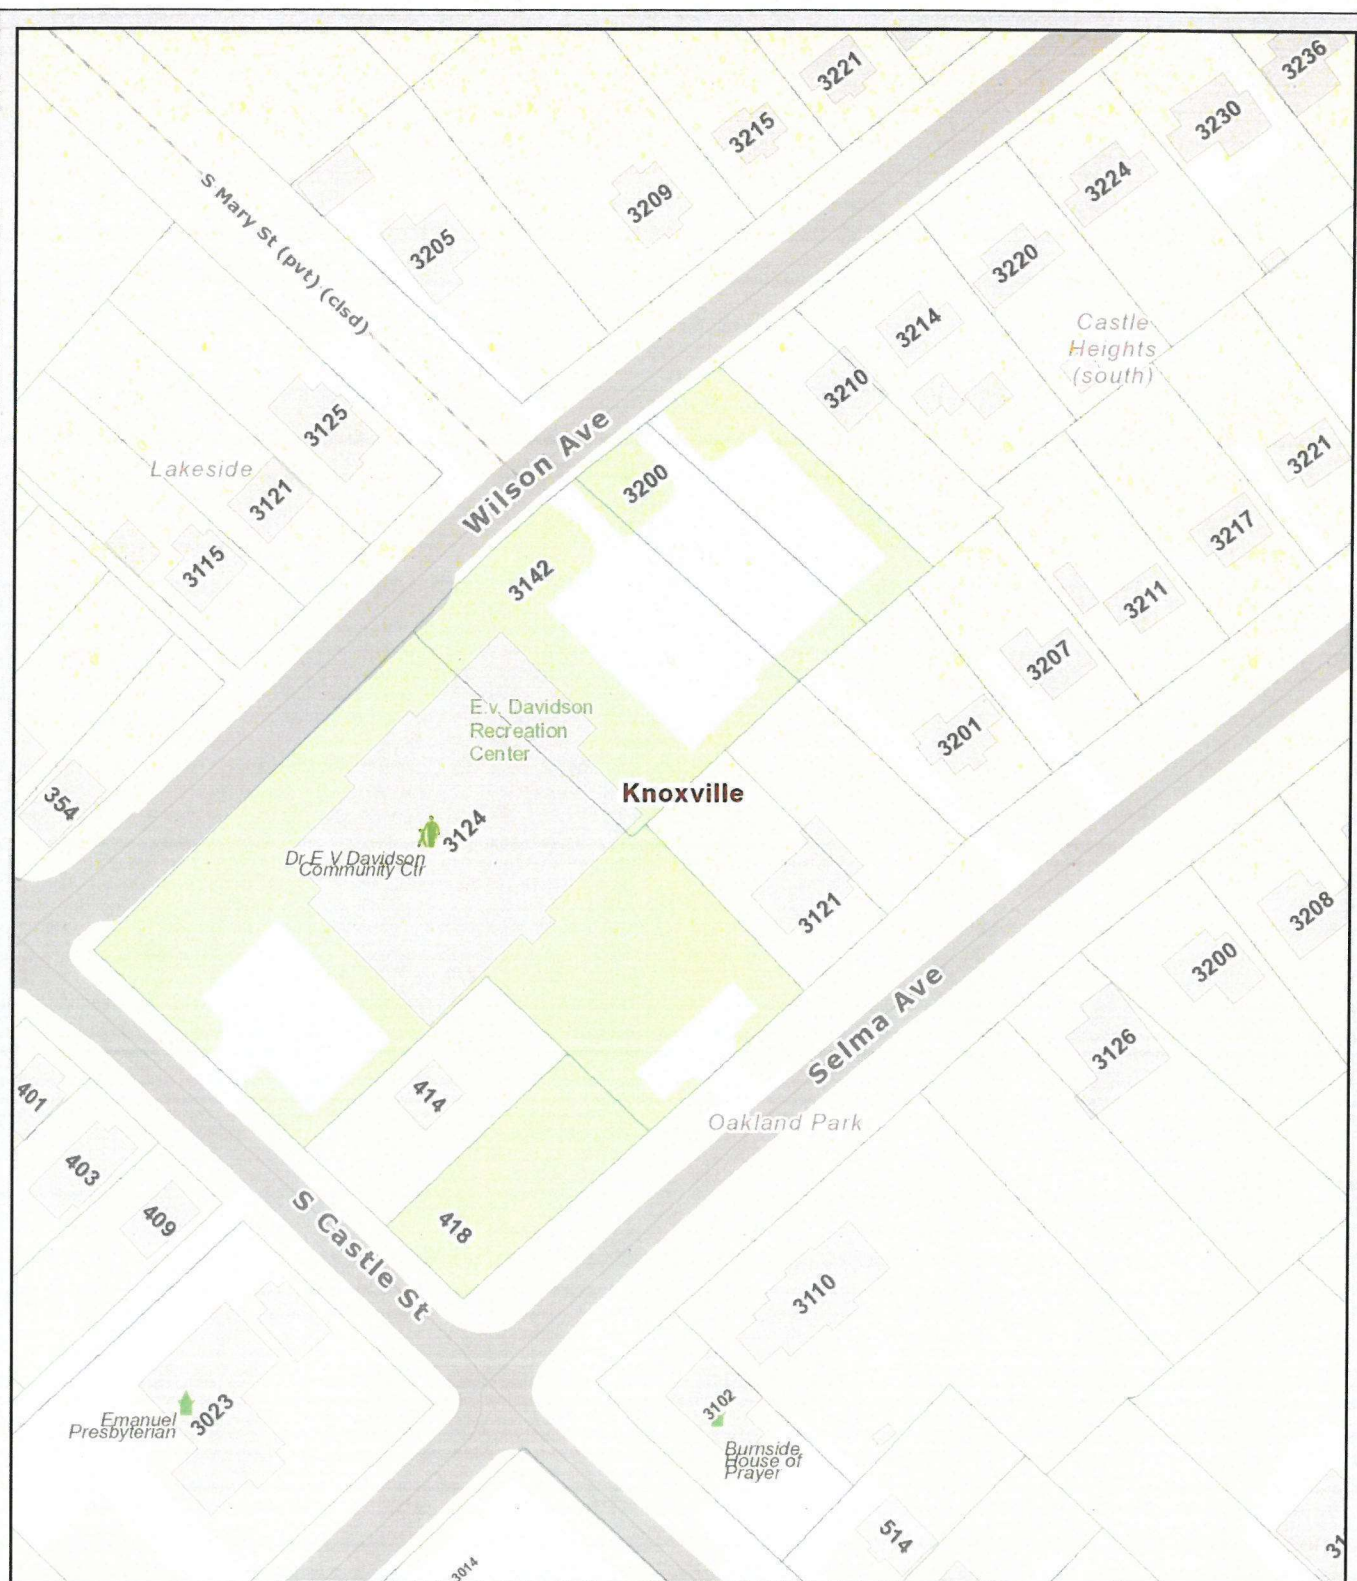 3236
3221
3230
3215
3224
3209
S Mary St (pvt) (clsd)
3205
3220
3214
Castle
Heights
(south)
3210
3125
Lakeside
Wilson Ave
3200
3221
3121
3217
3115
3142
3211
3207
E.v. Davidson
Recreation
Center
3201
Knoxville
354
3124
Dr E V Davidson
Community Ctr
3121
3208
3200
Selma Ave
3126
414
401
Oakland Park
403
409
418
S Castle St
3110
3102
3023
Emanuel
Presbyterian
Burnside
House of
Prayer
514
31
3014